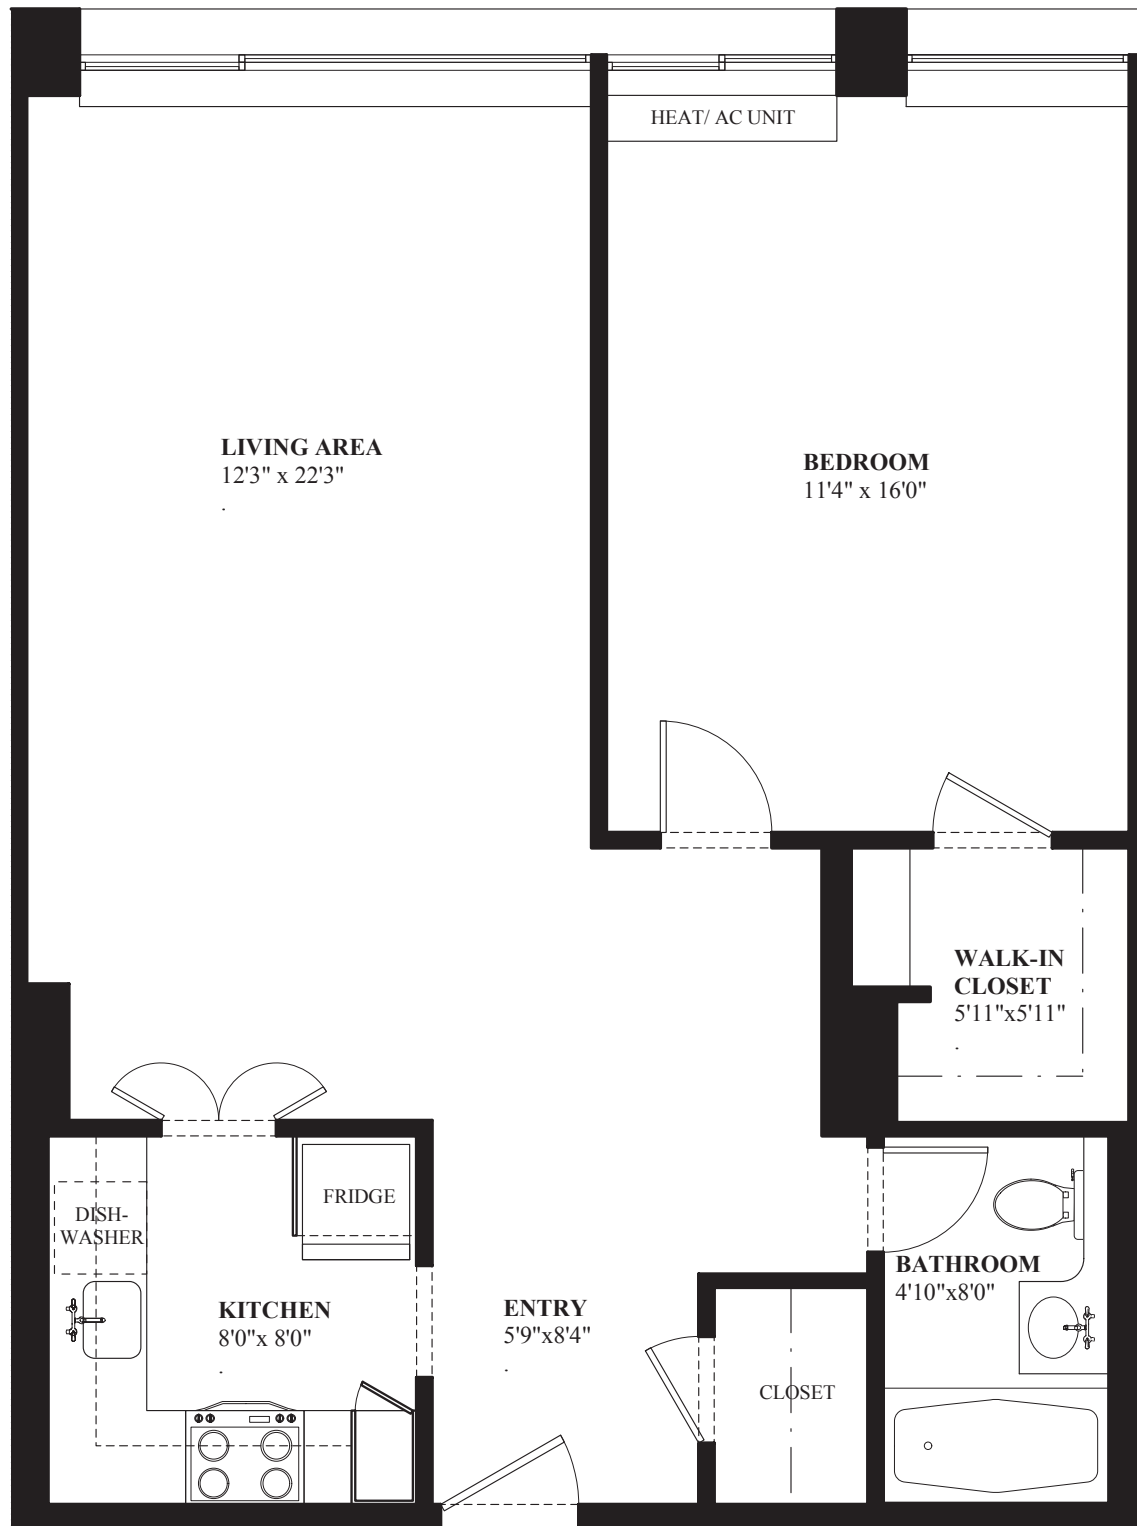 HEAT/ AC UNIT
LIVING AREA
12'3" x 22'3"
.
BEDROOM
11'4" x 16'0"
WALK-IN
CLOSET
5'11"x5'11"
.
FRIDGE
DISH-
WASHER
KITCHEN
8'0"x 8'0"
.
ENTRY
5'9"x8'4"
.
BATHROOM
4'10"x8'0"
CLOSET